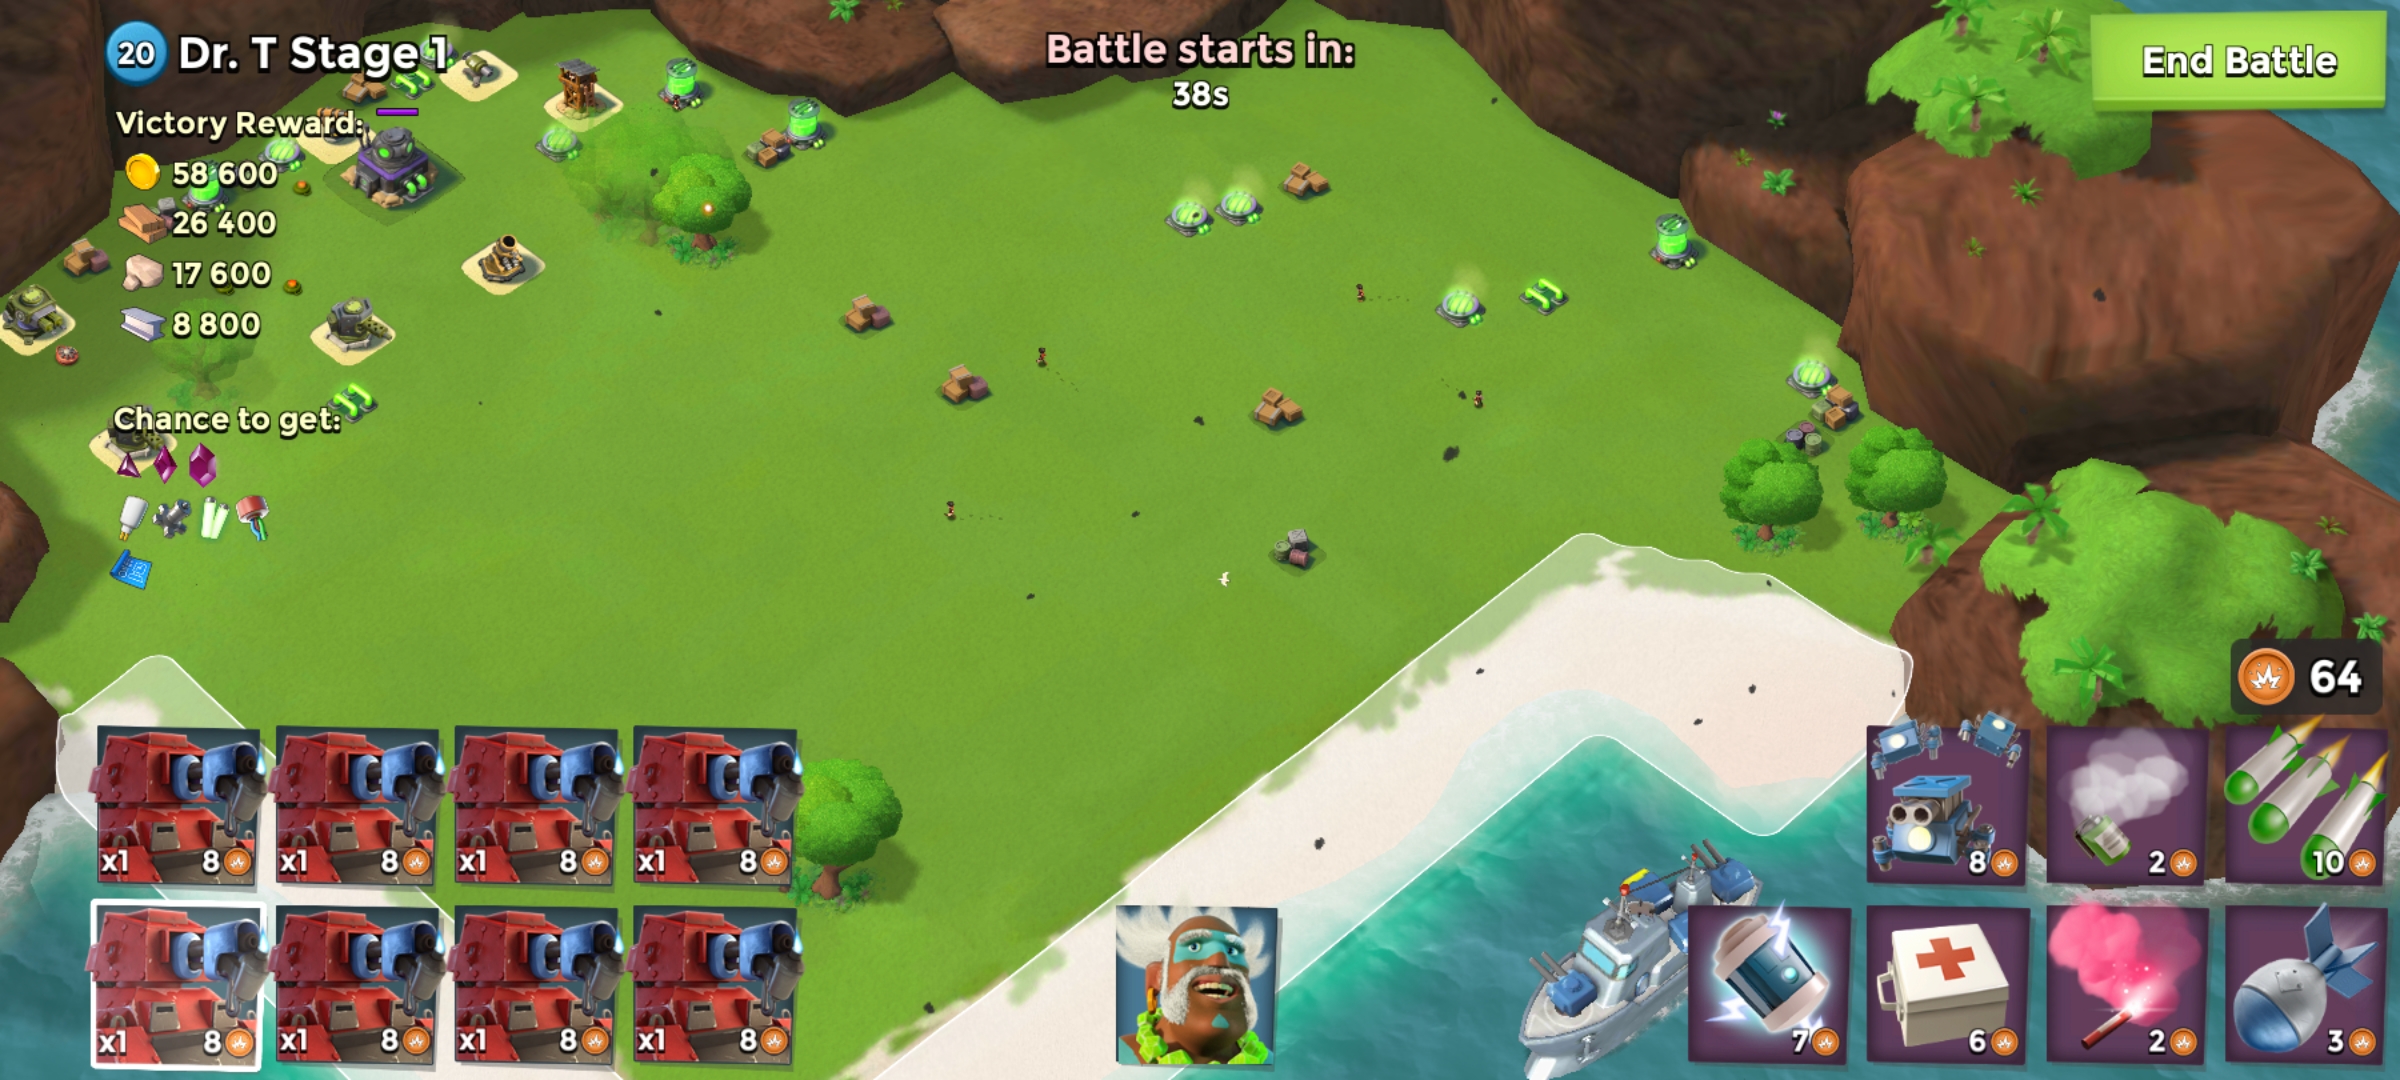 20 Dr. T Stage 1
Battle starts in:
38s
End Battle
Victory Reward:
58 600
26 400
17 600
8 800
Chance to get:
64
x1 8
x1 8
x1 8
x1 8
8
2
10
x1 8
x1 8
x1 8
x1 8
7
6
2
3